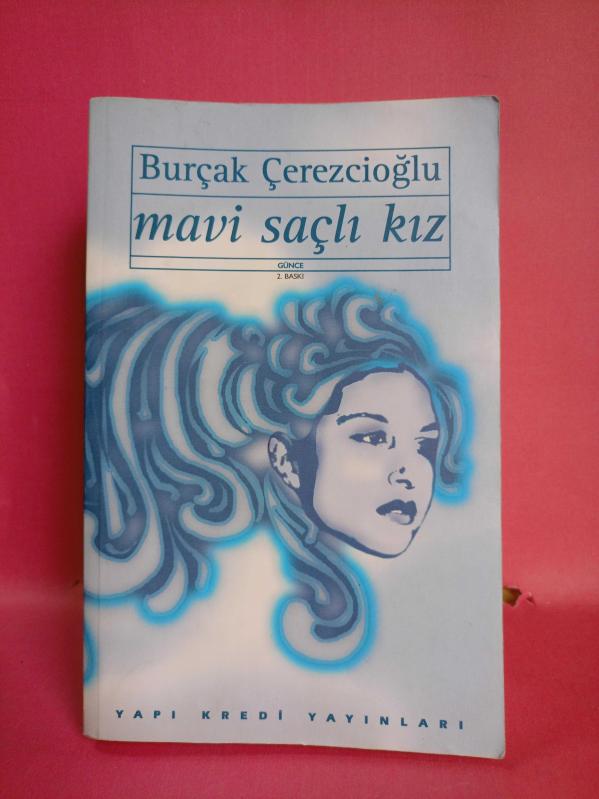 Burçak Çerezcioğlu
mavi saçlı kız
GÜNCE
2. BASKI
YAPI KREDİ YAYINLARI